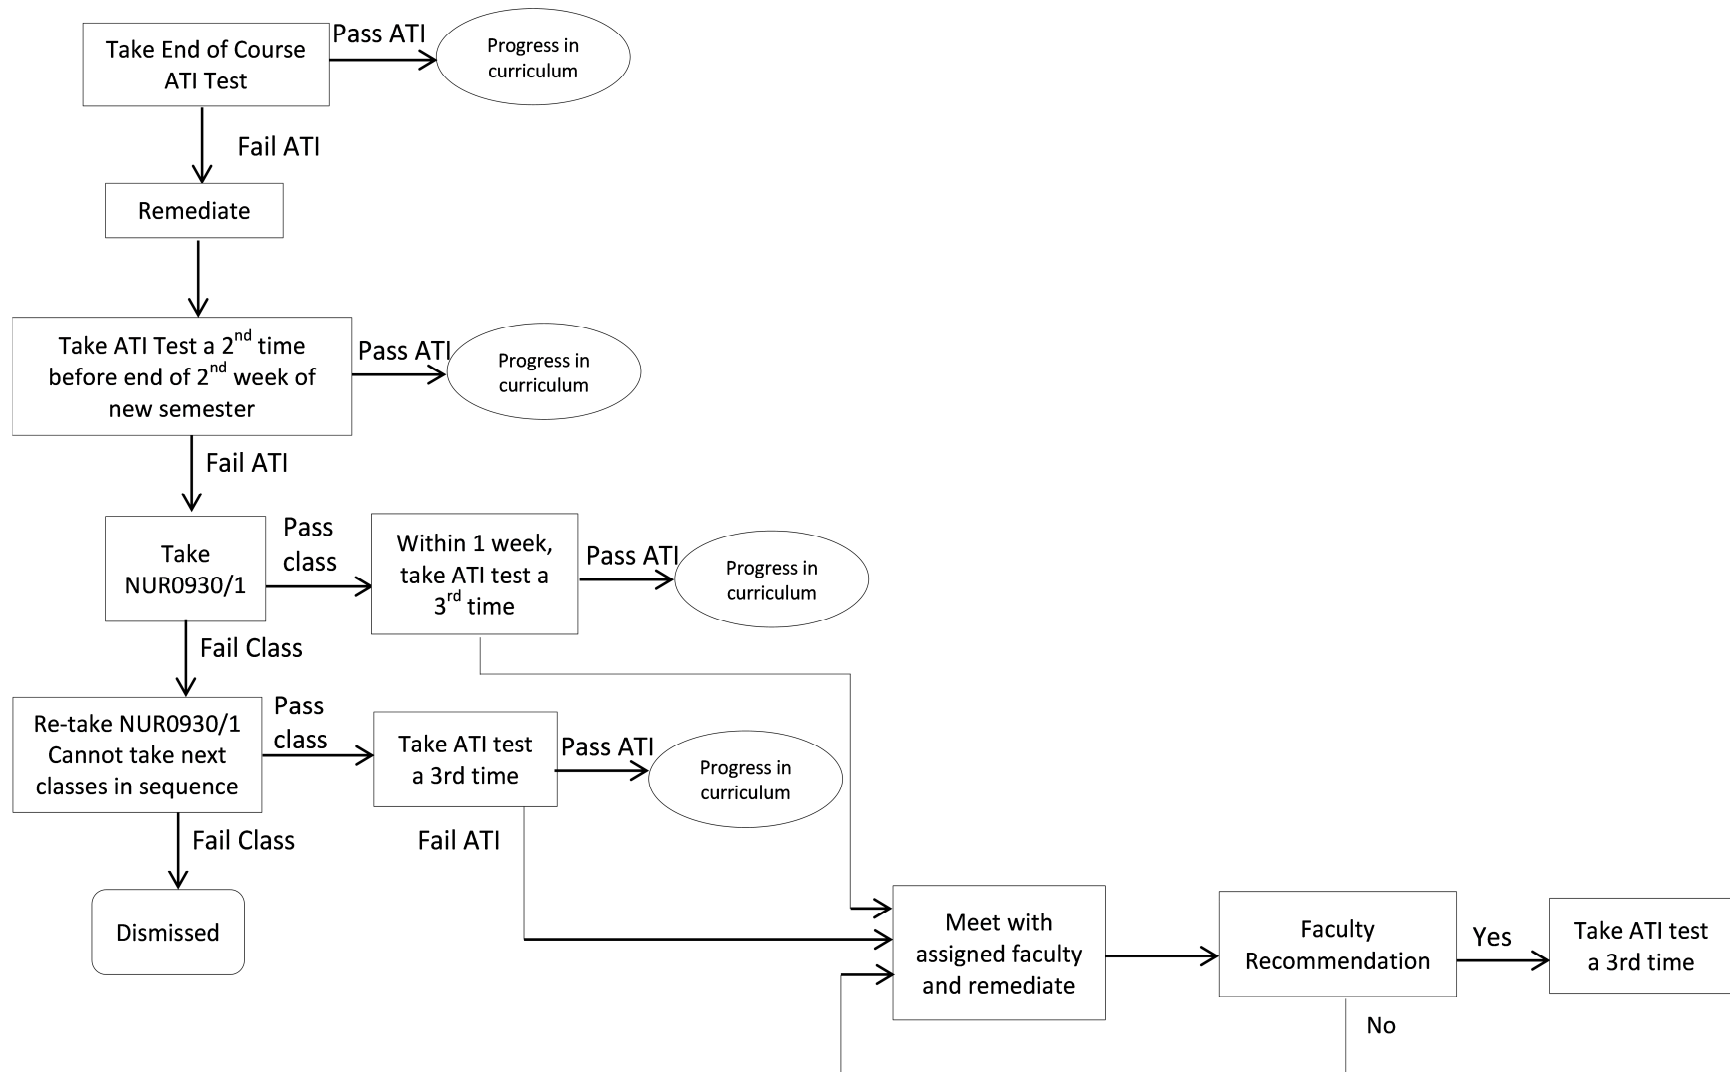 Take End of Course
ATI Test
Pass ATI
Progress in
curriculum
Fail ATI
Remediate
Take ATI Test a 2nd time
before end of 2nd week of
new semester
Pass ATI
Progress in
curriculum
Fail ATI
Take
NUR0930/1
Pass
class
Within 1 week,
take ATI test a
3rd time
Pass ATI
Progress in
curriculum
Fail Class
Re-take NUR0930/1
Cannot take next
classes in sequence
Pass
class
Take ATI test
a 3rd time
Pass ATI
Progress in
curriculum
Fail Class
Fail ATI
Dismissed
Meet with
assigned faculty
and remediate
Faculty
Recommendation
Yes
Take ATI test
a 3rd time
No